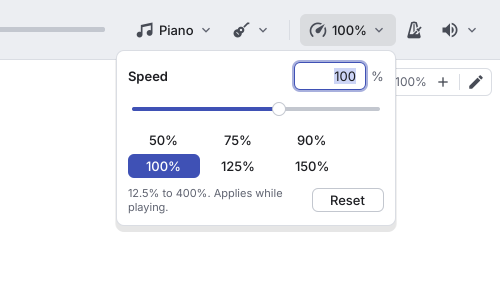 Piano
100%
Speed
100 %
100%
50% 75% 90%
100% 125% 150%
12.5% to 400%. Applies while
playing.
Reset